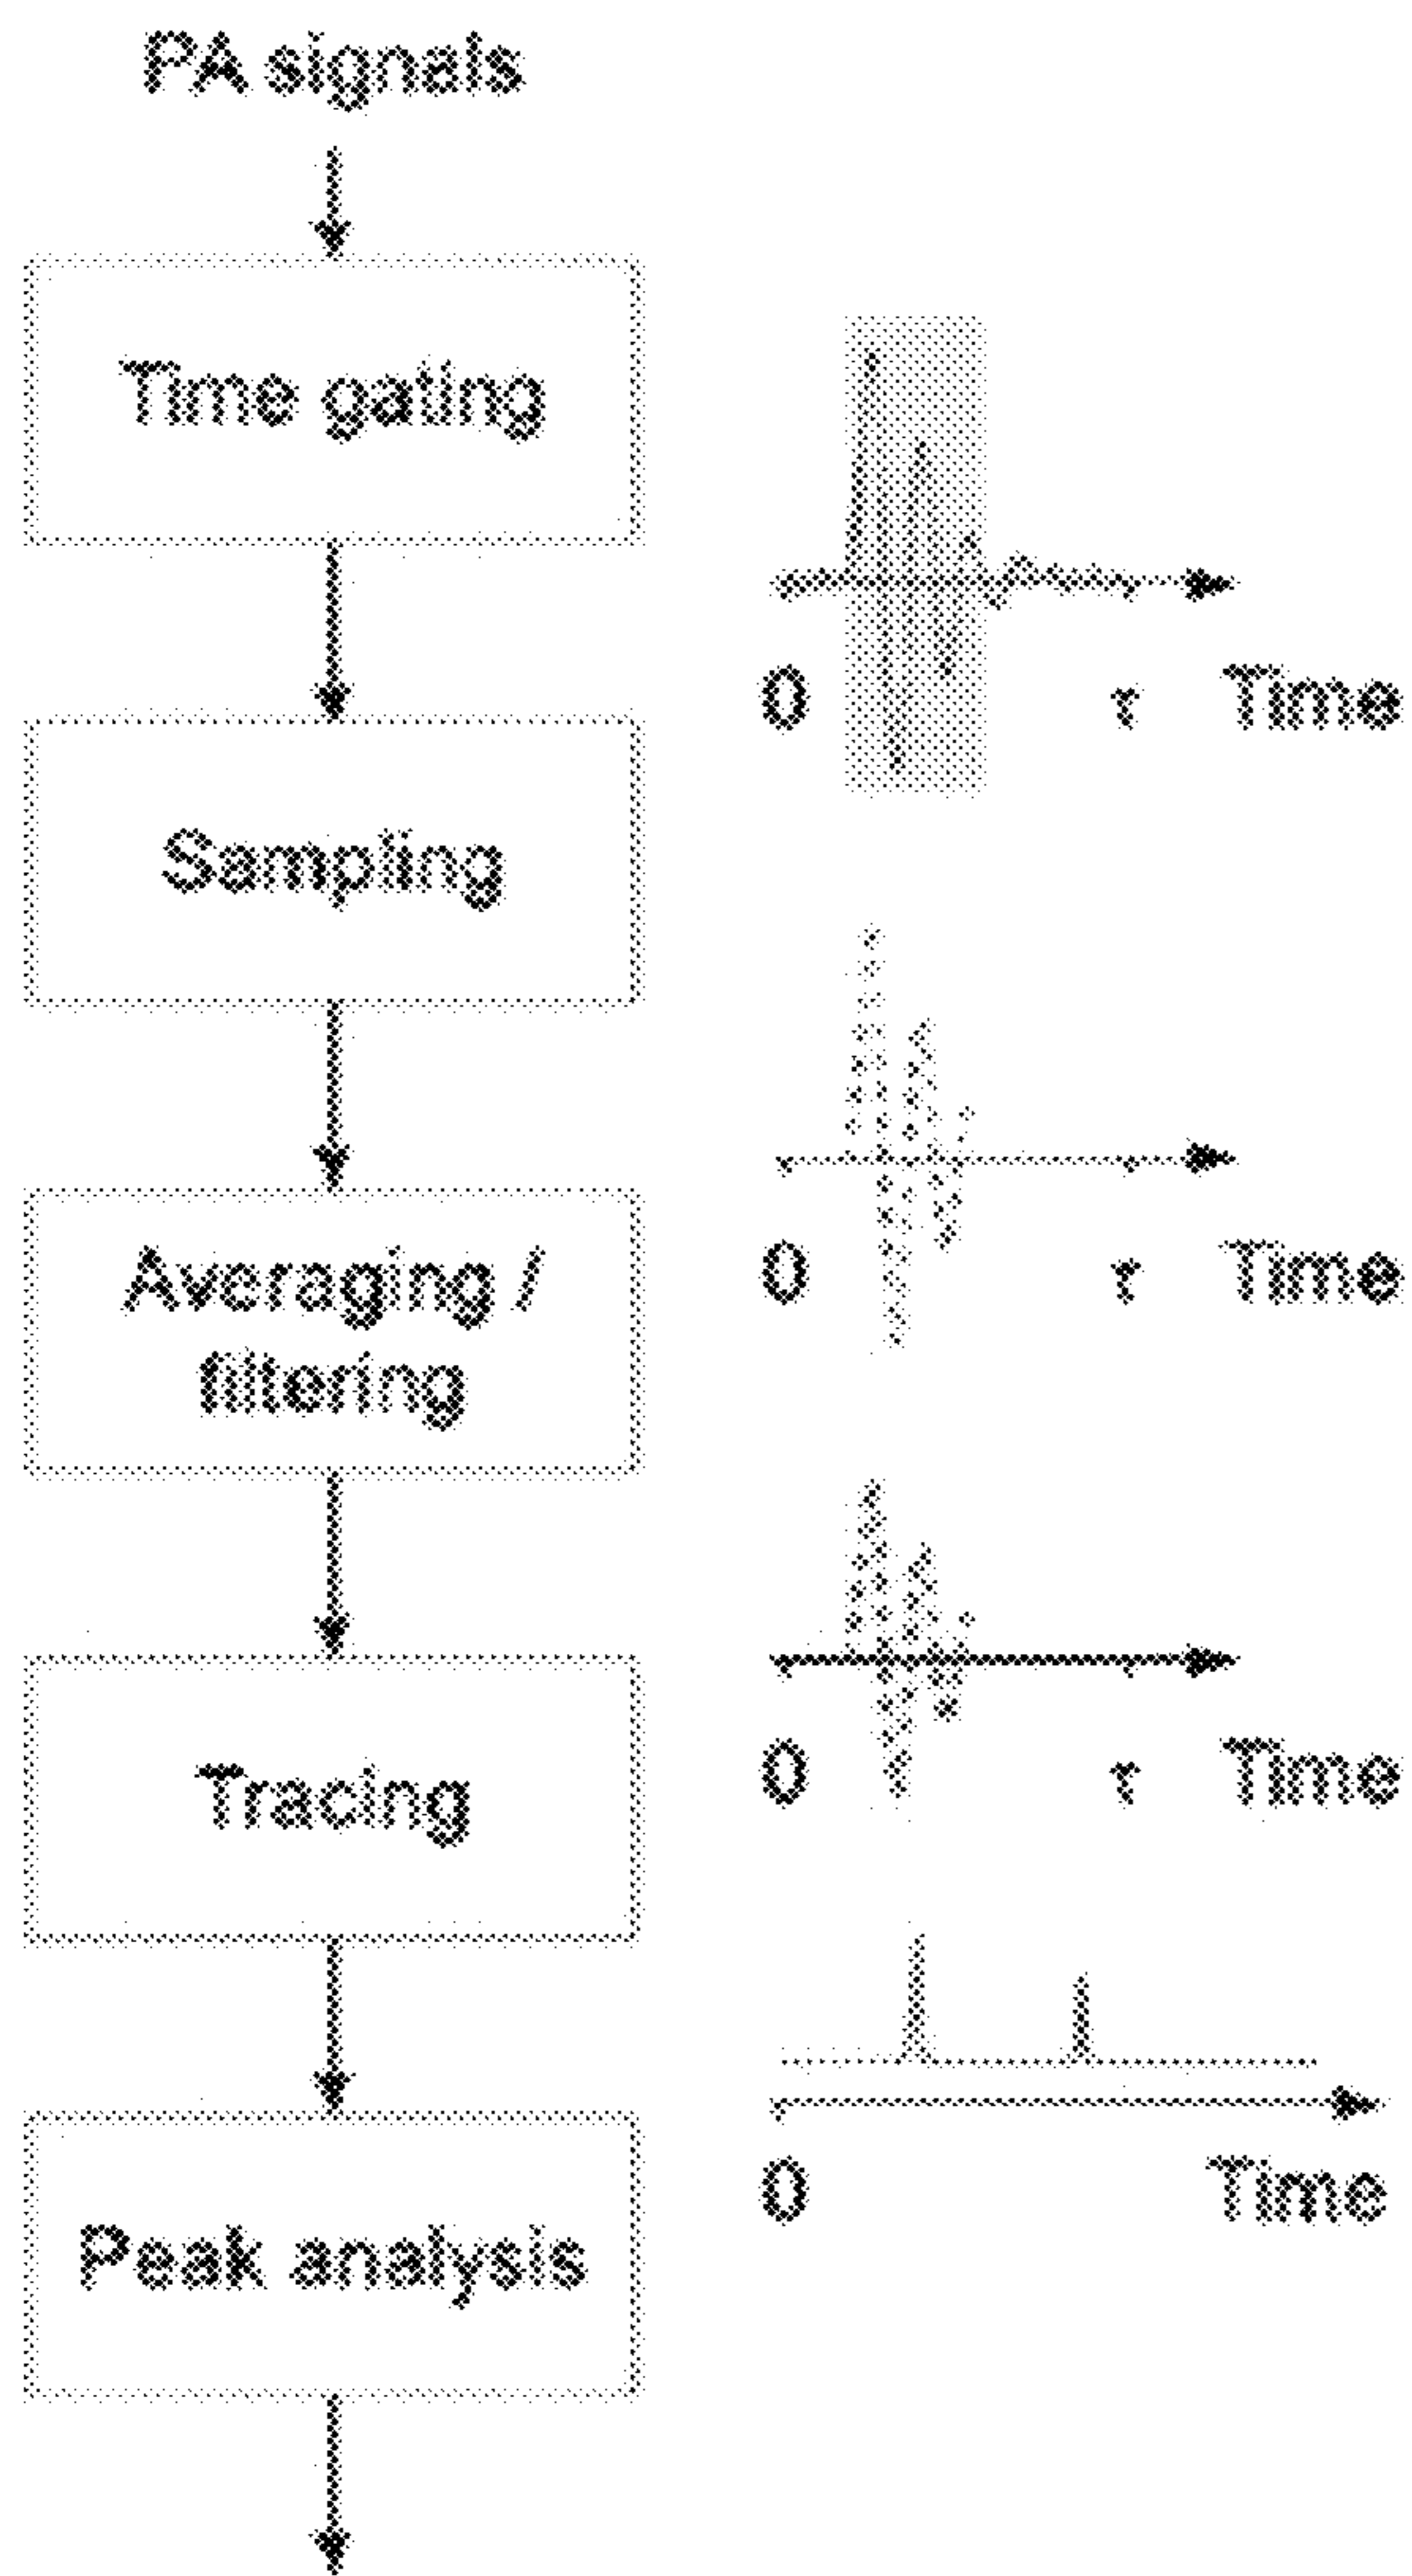 PA signals
Time gating
0 τ Time
Sampling
0 τ Time
Averaging /
filtering
0 τ Time
Tracing
0 Time
Peak analysis